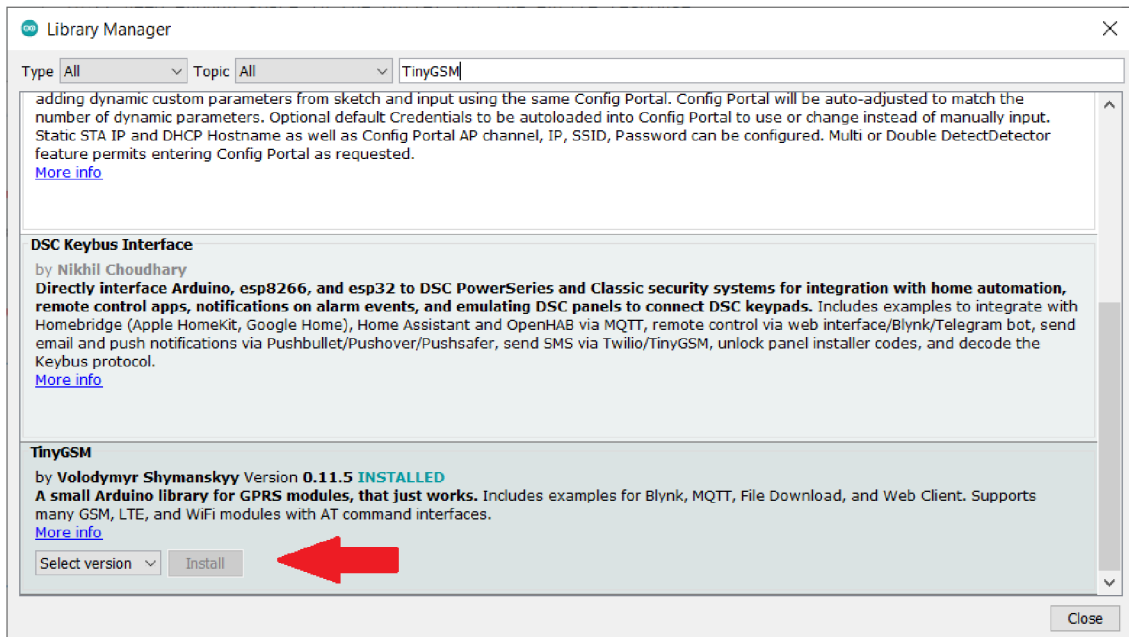 Library Manager
Type All Topic All TinyGSM
adding dynamic custom parameters from sketch and input using the same Config Portal. Config Portal will be auto-adjusted to match the
number of dynamic parameters. Optional default Credentials to be autoloaded into Config Portal to use or change instead of manually input.
Static STA IP and DHCP Hostname as well as Config Portal AP channel, IP, SSID, Password can be configured. Multi or Double DetectDetector
feature permits entering Config Portal as requested.
More info
DSC Keybus Interface
by Nikhil Choudhary
Directly interface Arduino, esp8266, and esp32 to DSC PowerSeries and Classic security systems for integration with home automation,
remote control apps, notifications on alarm events, and emulating DSC panels to connect DSC keypads. Includes examples to integrate with
Homebridge (Apple HomeKit, Google Home), Home Assistant and OpenHAB via MQTT, remote control via web interface/Blynk/Telegram bot, send
email and push notifications via Pushbullet/Pushover/Pushsafer, send SMS via Twilio/TinyGSM, unlock panel installer codes, and decode the
Keybus protocol.
More info
TinyGSM
by Volodymyr Shymanskyy Version 0.11.5 INSTALLED
A small Arduino library for GPRS modules, that just works. Includes examples for Blynk, MQTT, File Download, and Web Client. Supports
many GSM, LTE, and WiFi modules with AT command interfaces.
More info
Select version Install
Close